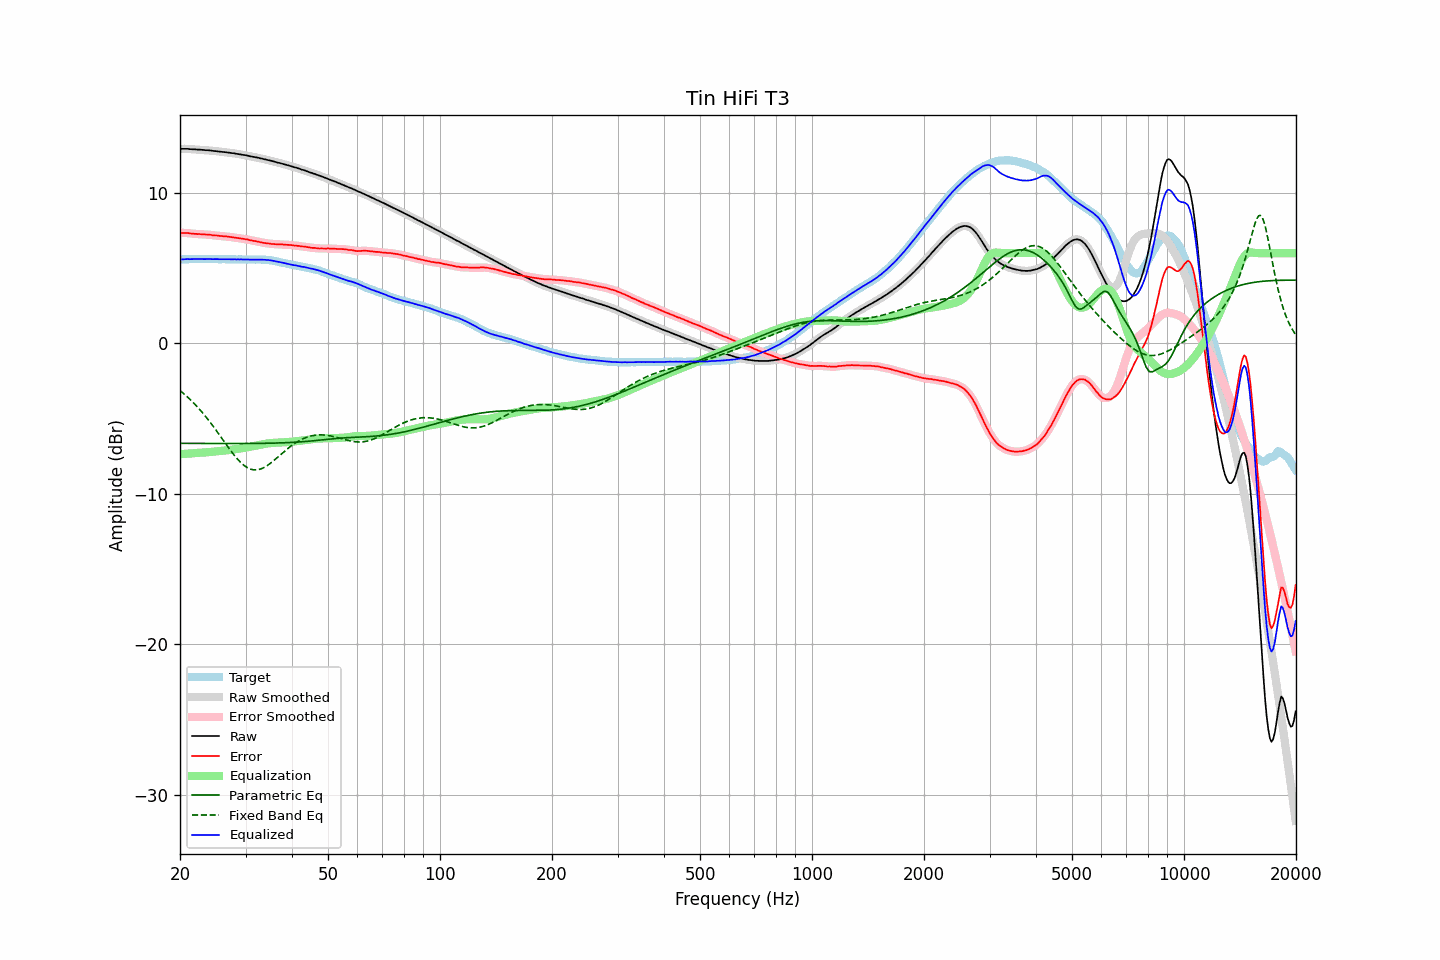 Tin HiFi T3
Amplitude (dBr)
10
0
−10
−20
−30
Target
Raw Smoothed
Error Smoothed
Raw
Error
Equalization
Parametric Eq
Fixed Band Eq
Equalized
20 50 100 200 500 1000 2000 5000 10000 20000
Frequency (Hz)